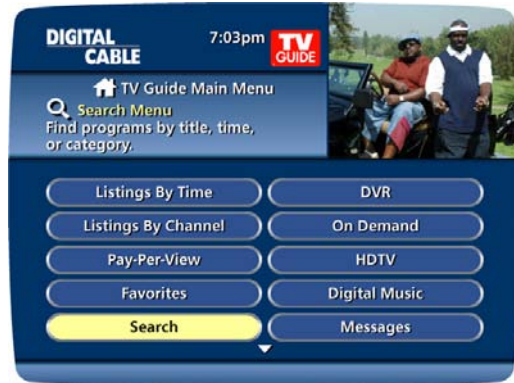 DIGITAL
CABLE
7:03pm
TV
GUIDE
TV Guide Main Menu
Search Menu
Find programs by title, time,
or category.
Listings By Time
DVR
Listings By Channel
On Demand
Pay-Per-View
HDTV
Favorites
Digital Music
Search
Messages